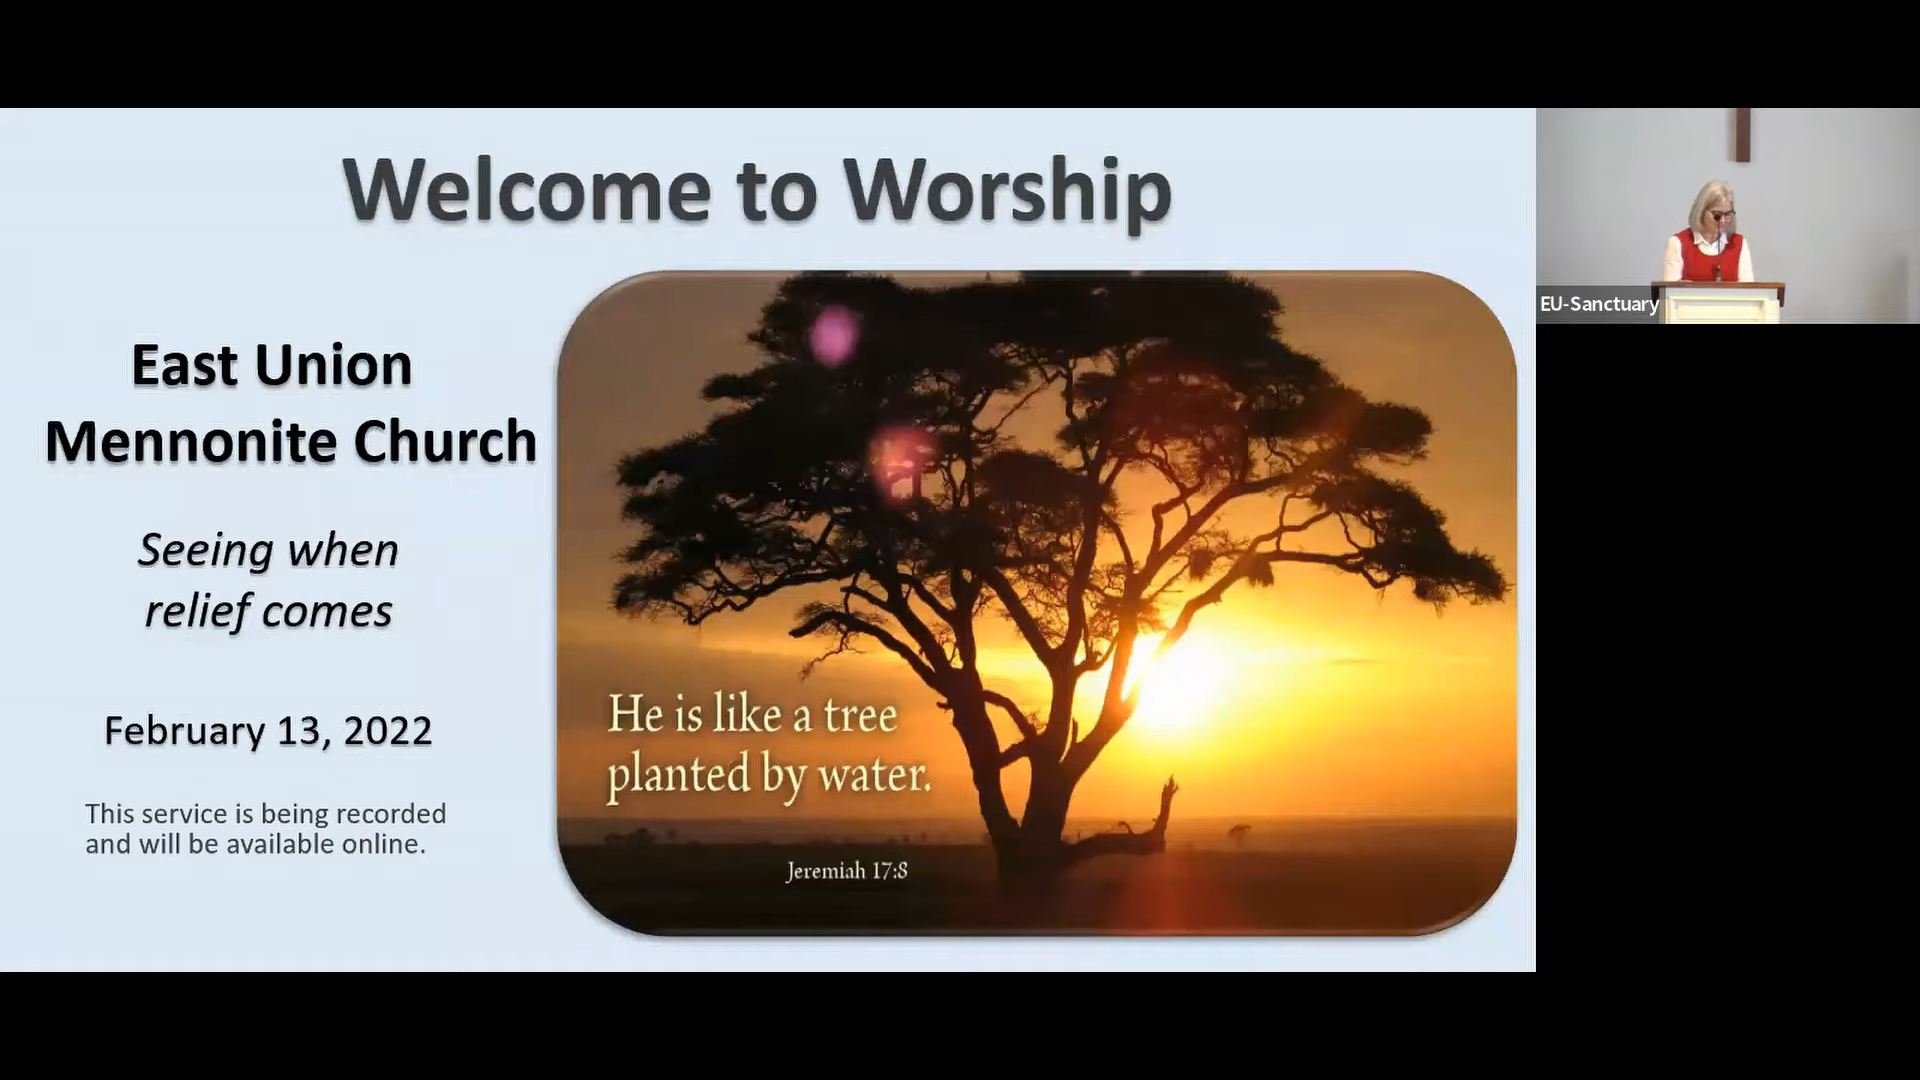 Welcome to Worship
East Union
Mennonite Church
Seeing when
relief comes
February 13, 2022
This service is being recorded
and will be available online.
He is like a tree
planted by water.
Jeremiah 17:8
EU-Sanctuary